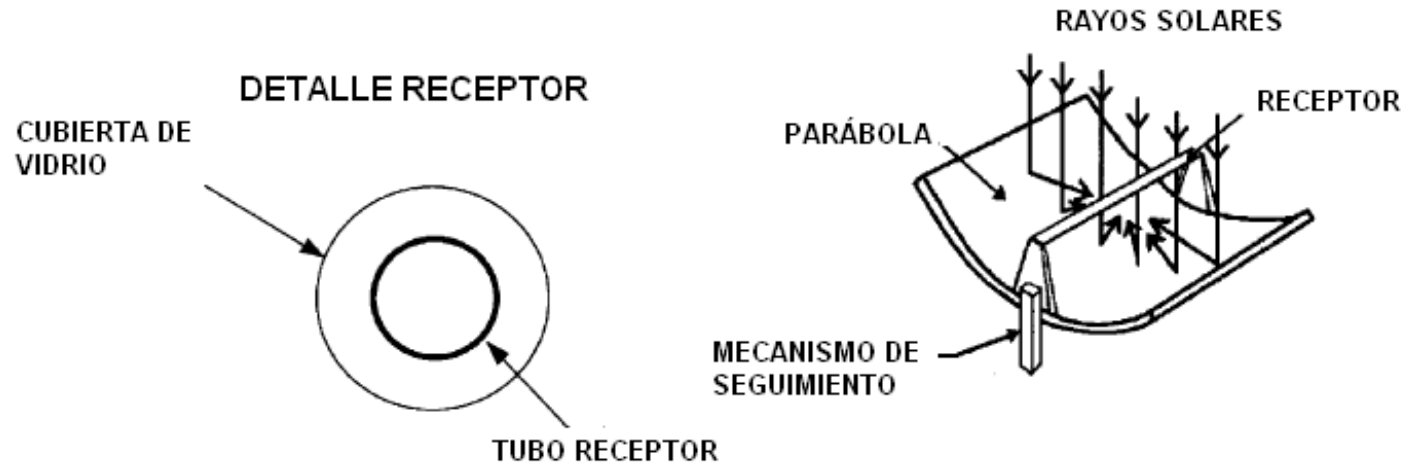 DETALLE RECEPTOR
CUBIERTA DE
VIDRIO
TUBO RECEPTOR
RAYOS SOLARES
RECEPTOR
PARÁBOLA
MECANISMO DE
SEGUIMIENTO